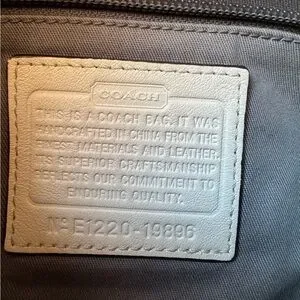 COACH
THIS IS A COACH BAG. IT WAS
HANDCRAFTED IN CHINA FROM THE
FINEST MATERIALS AND LEATHER.
ITS SUPERIOR CRAFTSMANSHIP
REFLECTS OUR COMMITMENT TO
ENDURING QUALITY.
No E1220-19896